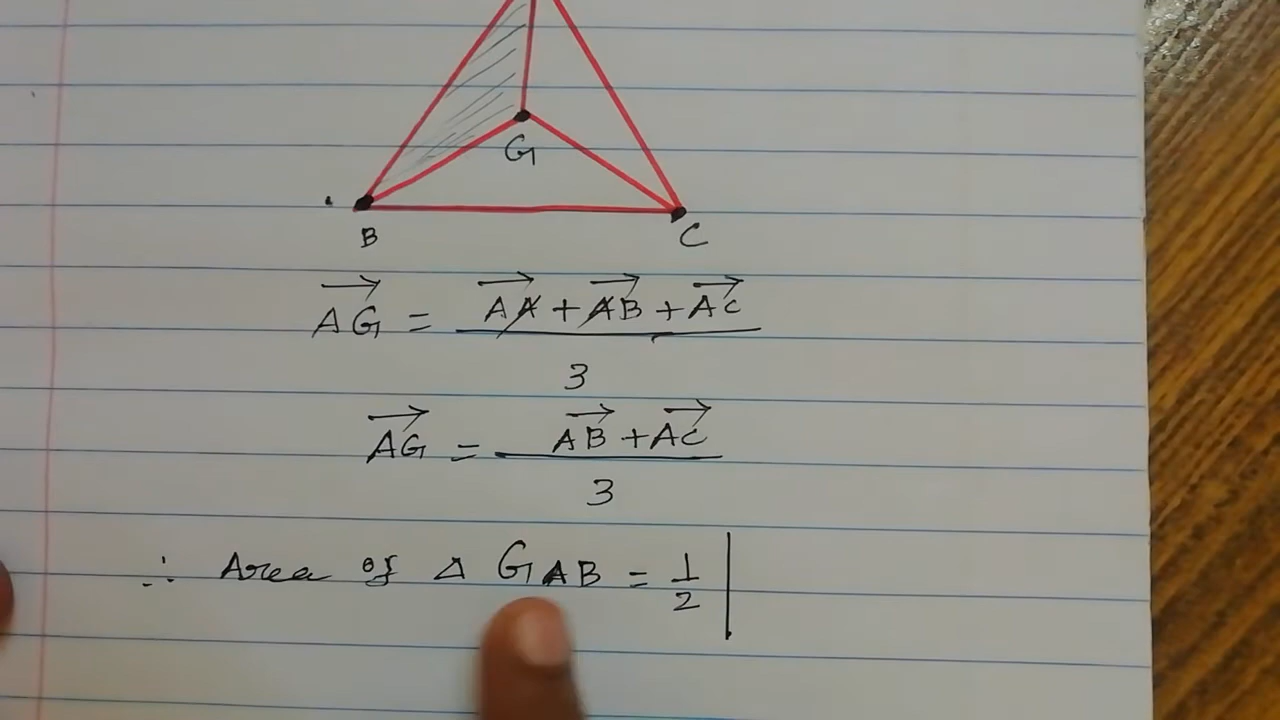 G
B C
AG = AA + AB + AC
3
AG = AB + AC
3
∴ Area of Δ GAB = 1/2 |